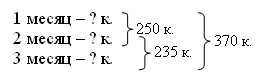 1 месяц – ? к.
2 месяц – ? к.
3 месяц – ? к.
250 к.
235 к.
370 к.